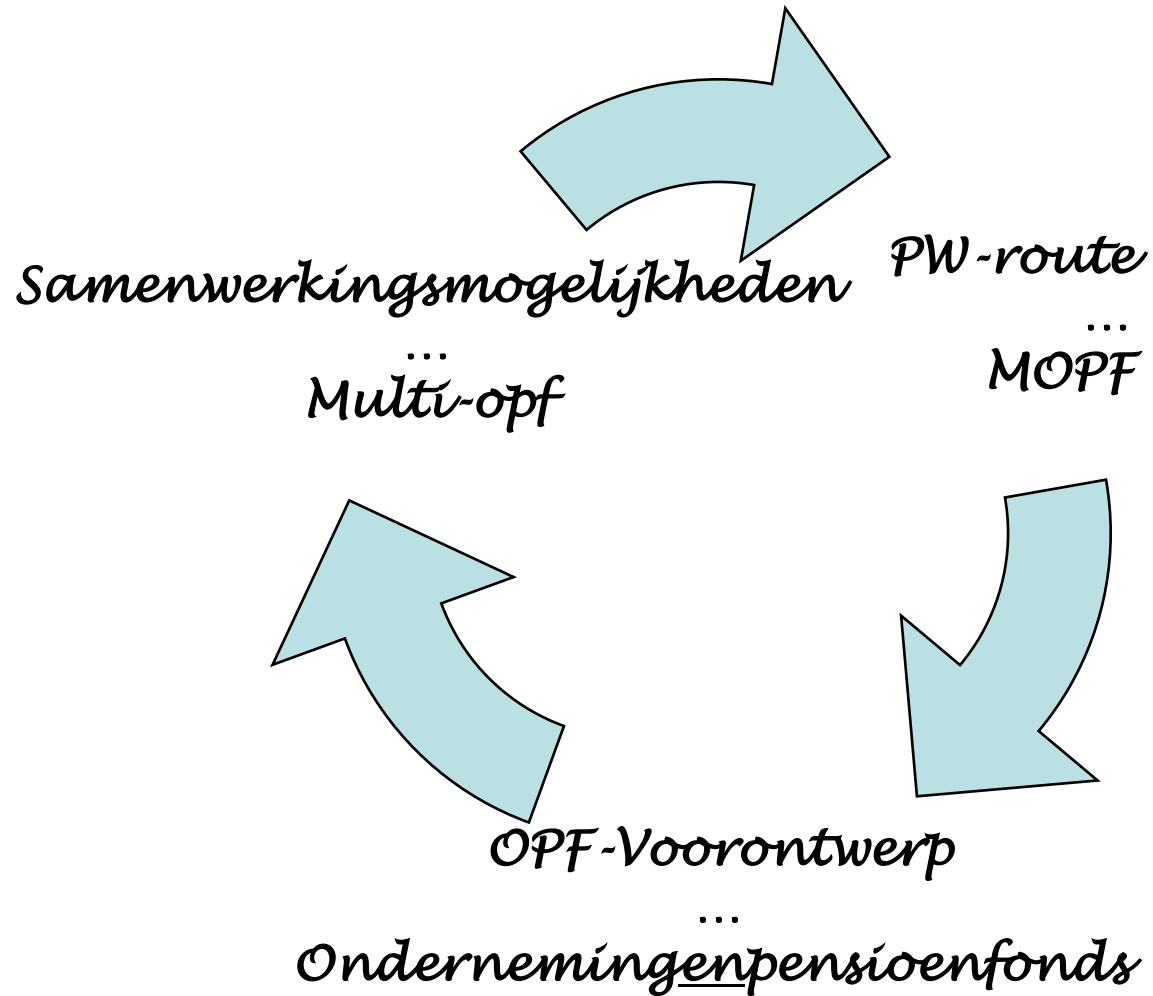 Samenwerkingsmogelijkheden
...
Multi-opf
PW-route
...
MOPF
OPF-Voorontwerp
...
Ondernemingenpensioenfonds